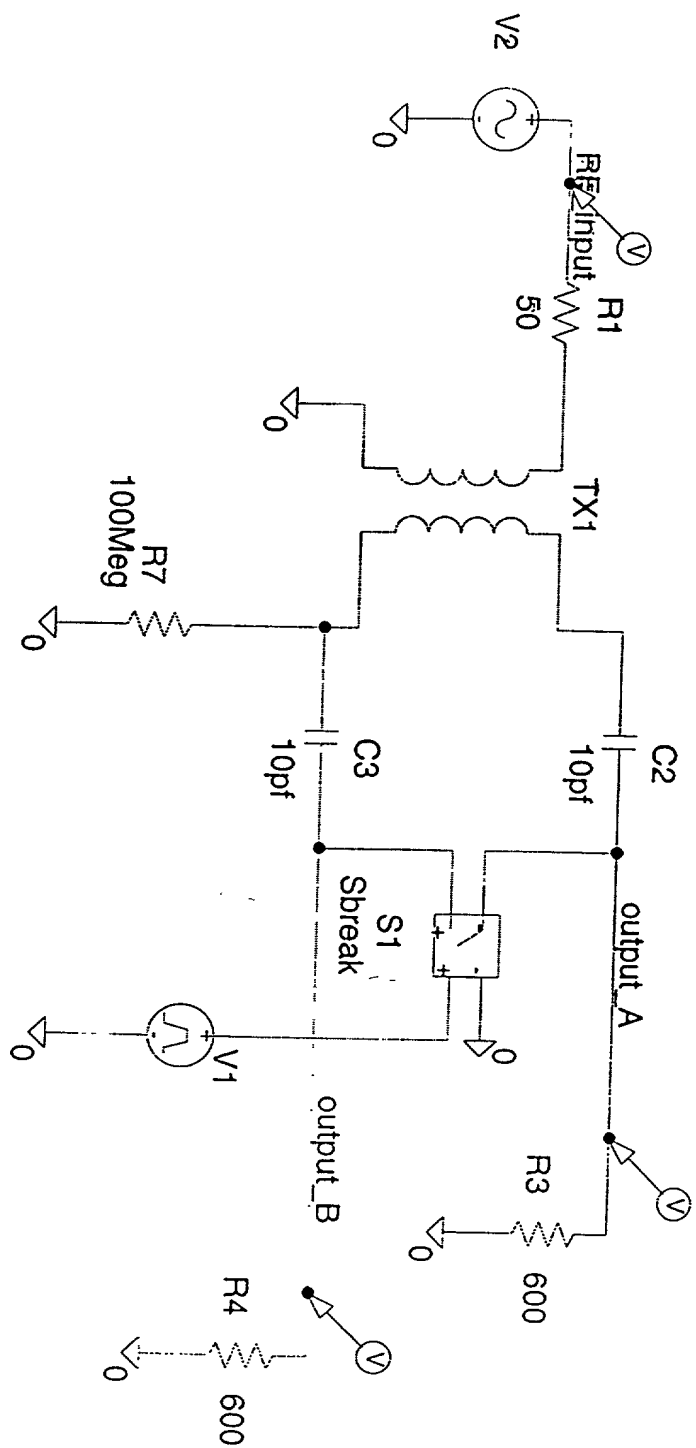 V2
0
RF_Input
V
R1
50
0
TX1
R7
100Meg
0
C2
10pf
C3
10pf
output_A
S1
Sbreak
0
V1
0
output_B
V
R3
600
0
V
R4
600
0